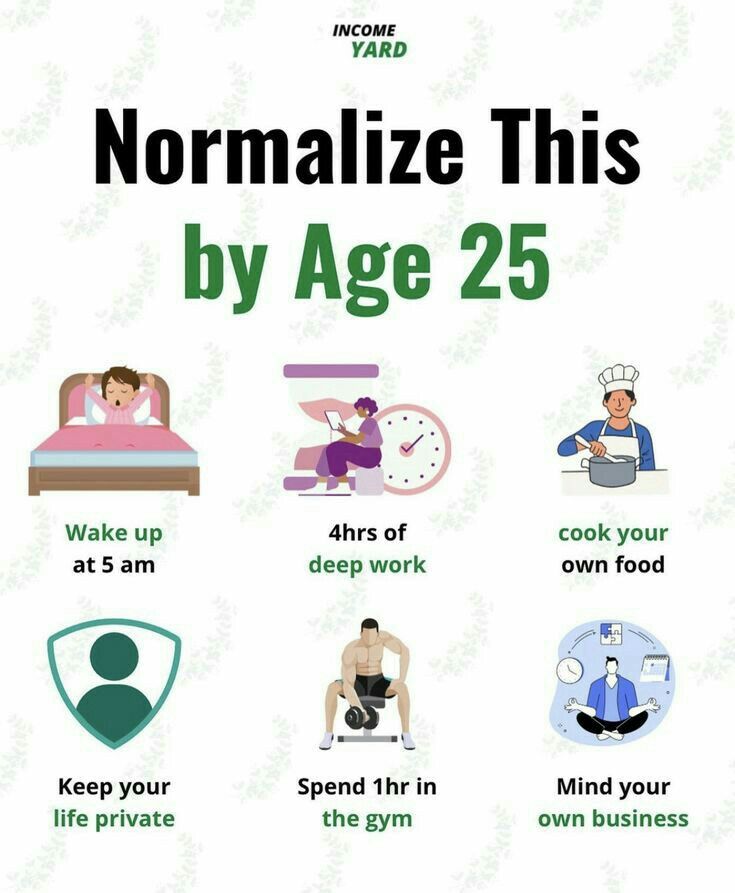 INCOME
YARD
Normalize This
by Age 25
Wake up
at 5 am
4hrs of
deep work
cook your
own food
Keep your
life private
Spend 1hr in
the gym
Mind your
own business